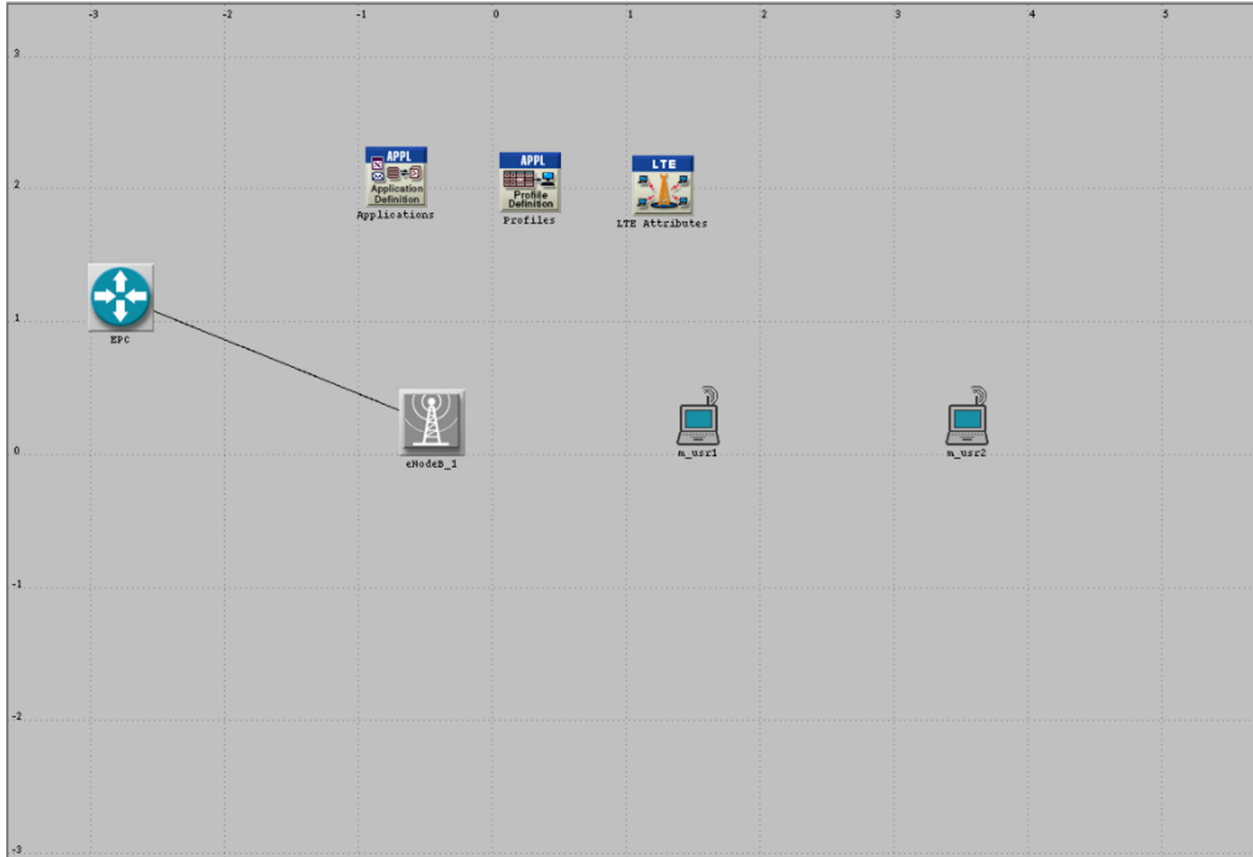 -3 -2 -1 0 1 2 3 4 5
3
APPL APPL LTE
Application
Definition
Profile
Definition
2
Applications Profiles LTE Attributes
1
EPC
0
eNodeB_1 m_usr1 m_usr2
-1
-2
-3